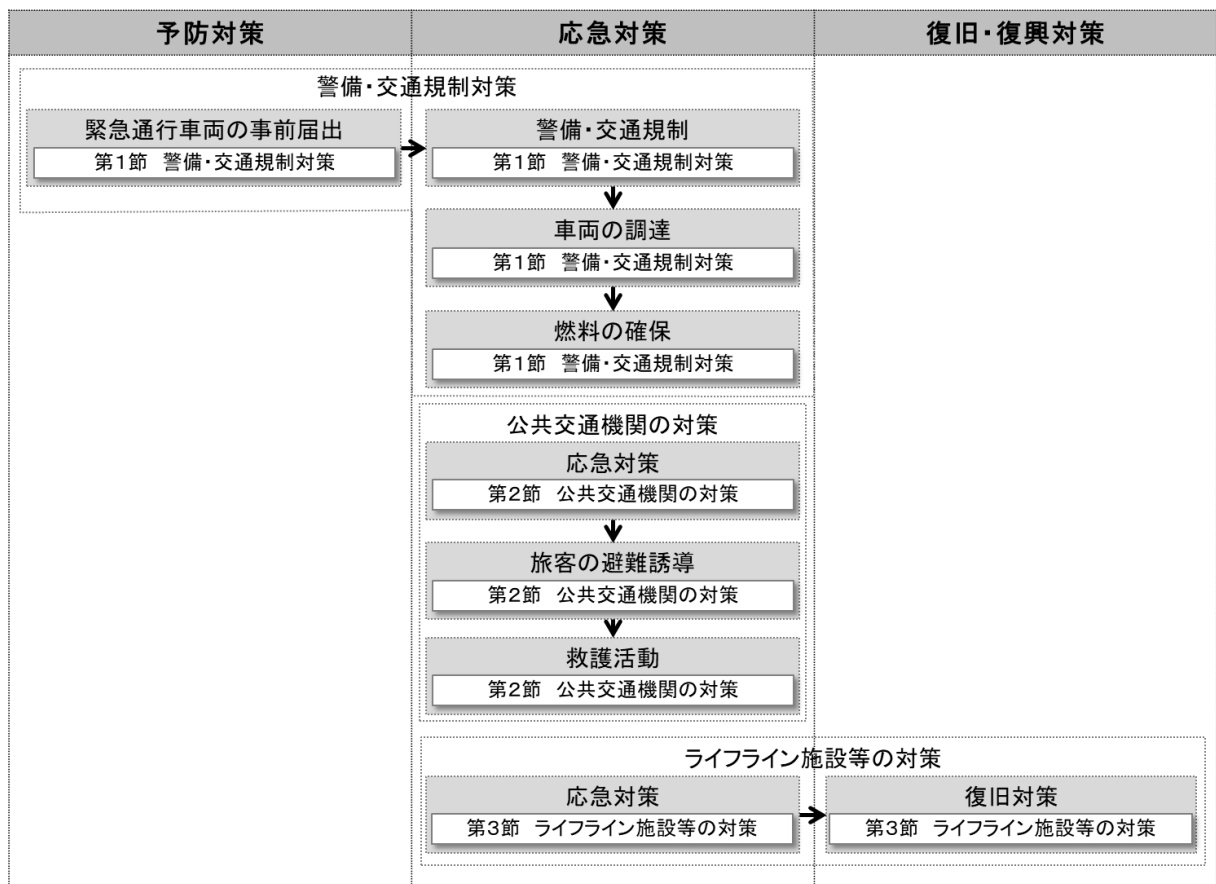 予防対策
応急対策
復旧・復興対策
警備・交通規制対策
緊急通行車両の事前届出
第1節 警備・交通規制対策
警備・交通規制
第1節 警備・交通規制対策
車両の調達
第1節 警備・交通規制対策
燃料の確保
第1節 警備・交通規制対策
公共交通機関の対策
応急対策
第2節 公共交通機関の対策
旅客の避難誘導
第2節 公共交通機関の対策
救護活動
第2節 公共交通機関の対策
ライフライン施設等の対策
応急対策
第3節 ライフライン施設等の対策
復旧対策
第3節 ライフライン施設等の対策